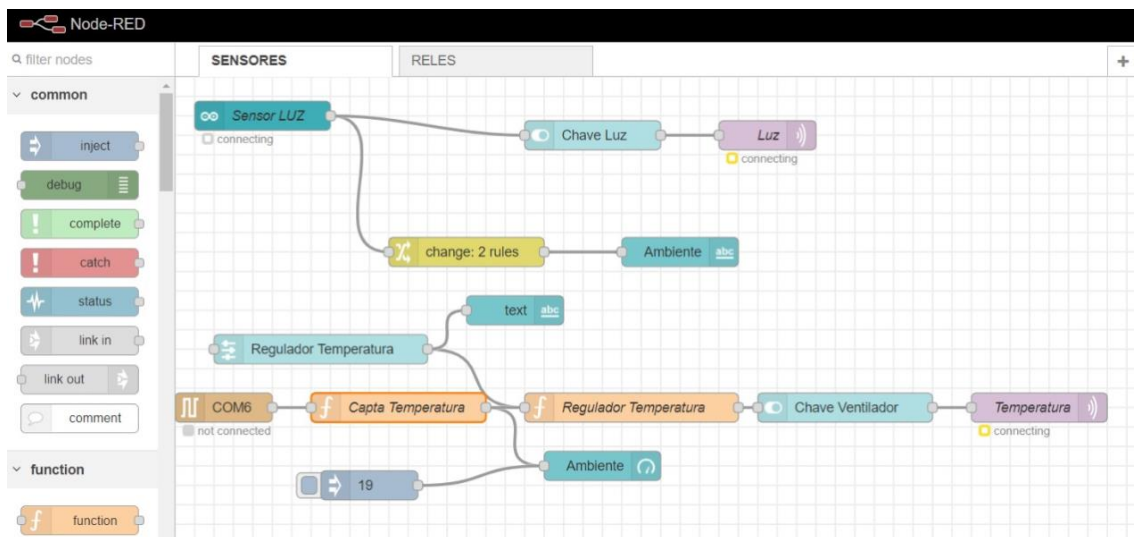 Node-RED
filter nodes
SENSORES
RELES
+
common
inject
debug
complete
catch
status
link in
link out
comment
function
function
Sensor LUZ
connecting
Chave Luz
Luz
connecting
change: 2 rules
Ambiente
abc
text
abc
Regulador Temperatura
COM6
not connected
Capta Temperatura
Regulador Temperatura
Chave Ventilador
Temperatura
connecting
Ambiente
19